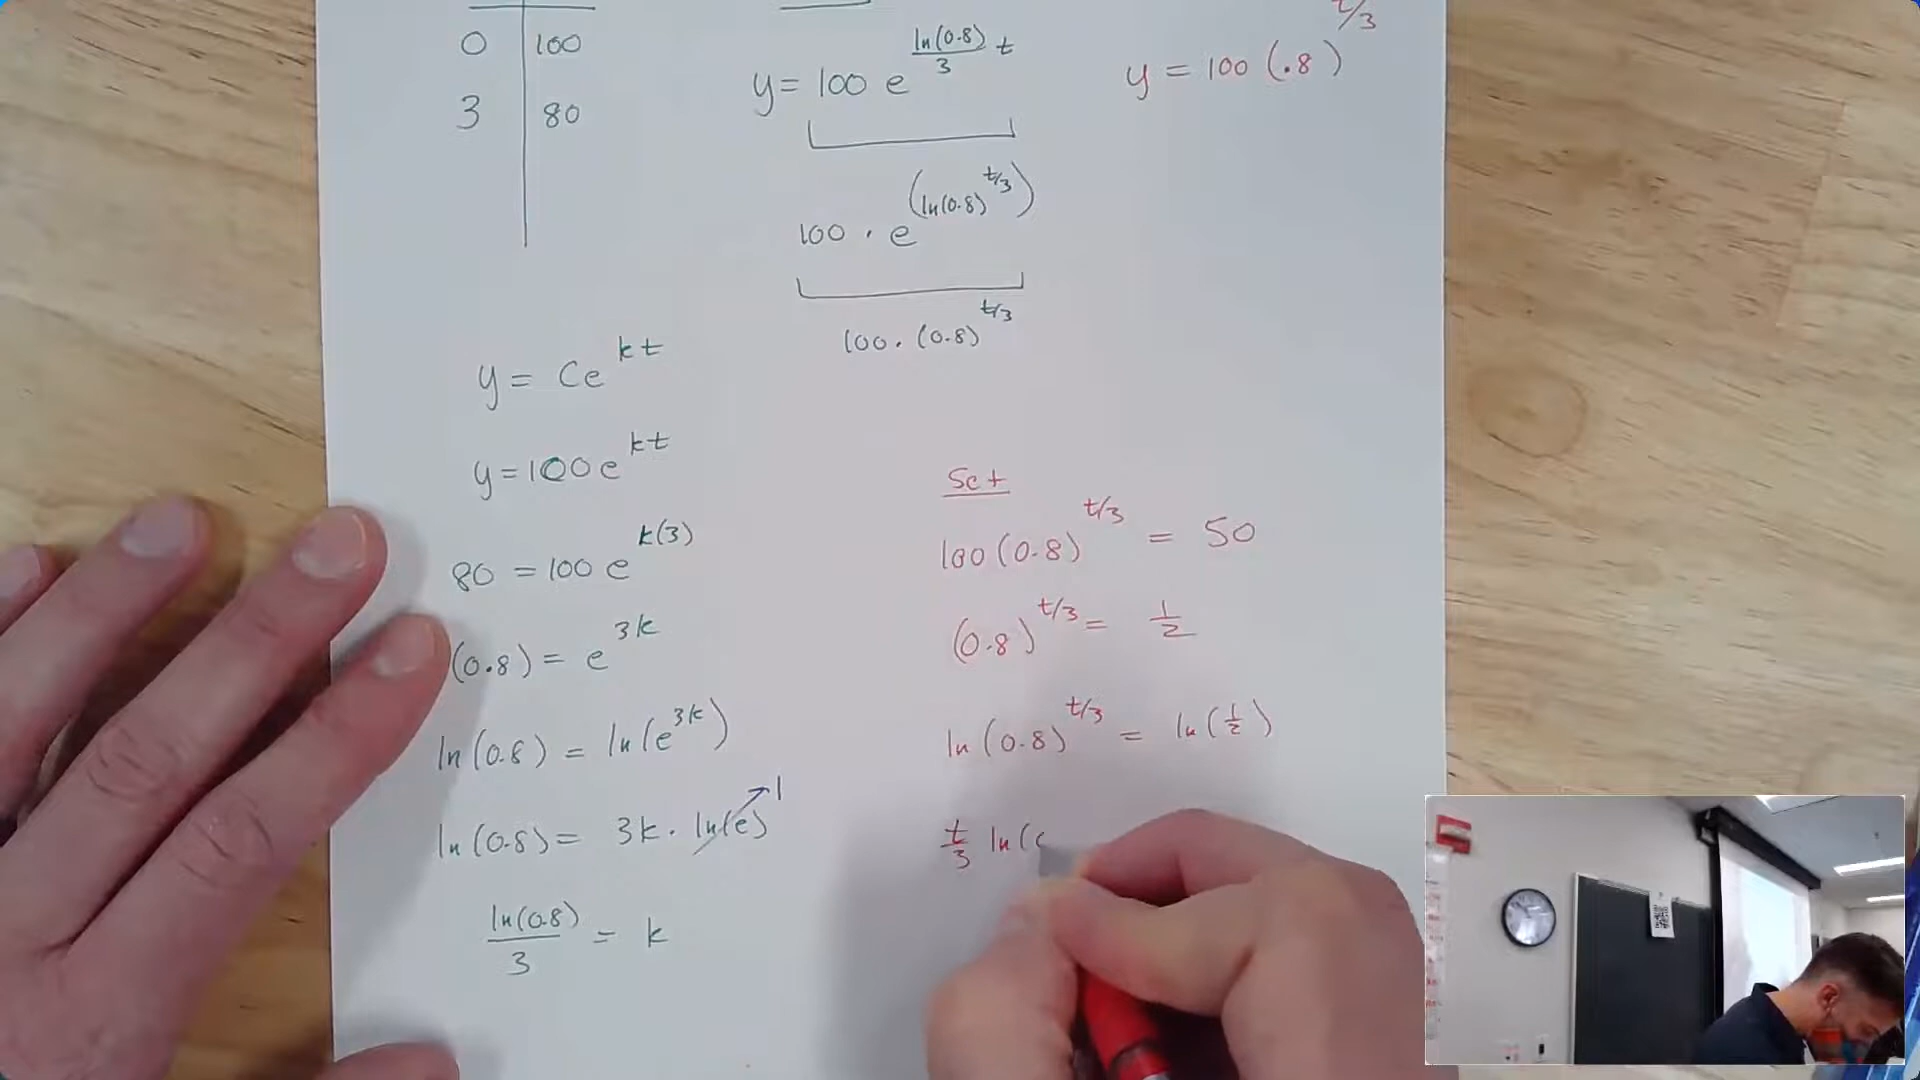 0 100
3 80
y = 100 e^(ln(0.8)/3 t)
100 · e^(ln(0.8)^(t/3))
100 · (0.8)^(t/3)
y = 100 (.8)^(t/3)
y = Ce^(kt)
y = 100e^(kt)
80 = 100 e^(k(3))
(0.8) = e^(3k)
ln(0.8) = ln(e^(3k))
ln(0.8) = 3k · ln(e) 1
ln(0.8)/3 = k
Set
100(0.8)^(t/3) = 50
(0.8)^(t/3) = 1/2
ln(0.8)^(t/3) = ln(1/2)
t/3 ln(